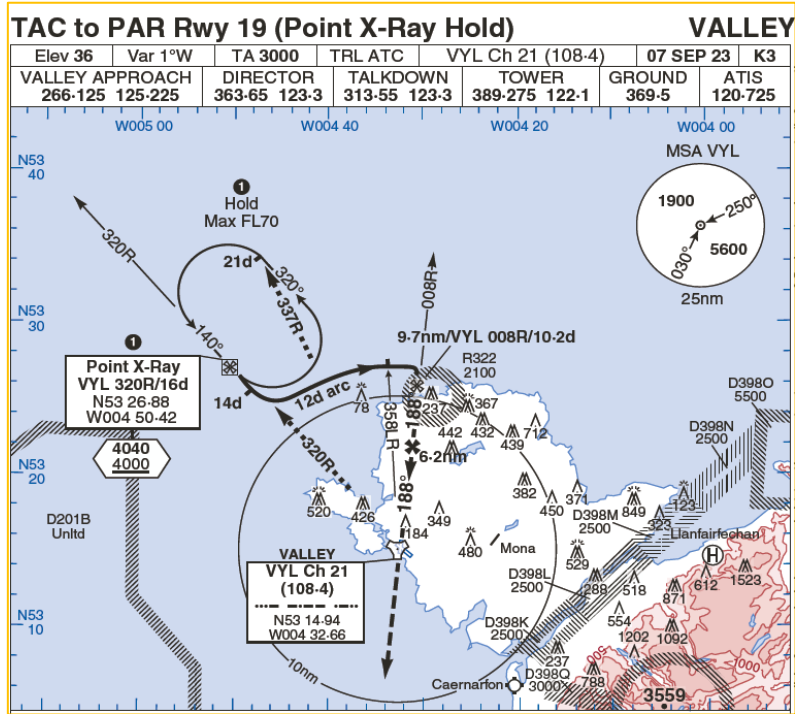 TAC to PAR Rwy 19 (Point X-Ray Hold) VALLEY
Elev 36 Var 1°W TA 3000 TRL ATC VYL Ch 21 (108·4) 07 SEP 23 K3
VALLEY APPROACH DIRECTOR TALKDOWN TOWER GROUND ATIS
266·125 125·225 363·65 123·3 313·55 123·3 389·275 122·1 369·5 120·725
W005 00 W004 40 W004 20 W004 00
N53
40
MSA VYL
1900
250°
5600
030°
25nm
1
Hold
Max FL70
320R
21d
320°
337R
008R
140°
N53
30
1
Point X-Ray
VYL 320R/16d
N53 26·88
W004 50·42
9·7nm/VYL 008R/10·2d
R322
2100
14d
12d arc
78
237
367
188°
358LR
442
432
439
712
6·2nm
320R
D398O
5500
D398N
2500
4040
4000
N53
20
188°
382
450
371
849
123
520
426
349
184
D398M
2500
323
D201B
Unltd
480
Mona
529
Llanfairfechan
H
VALLEY
VYL Ch 21
(108·4)
N53 14·94
W004 32·66
D398L
2500
288
518
612
1523
871
554
N53
10
D398K
2500
1202
1092
10nm
237
500
1000
788
D398Q
3000
Caernarfon
3559